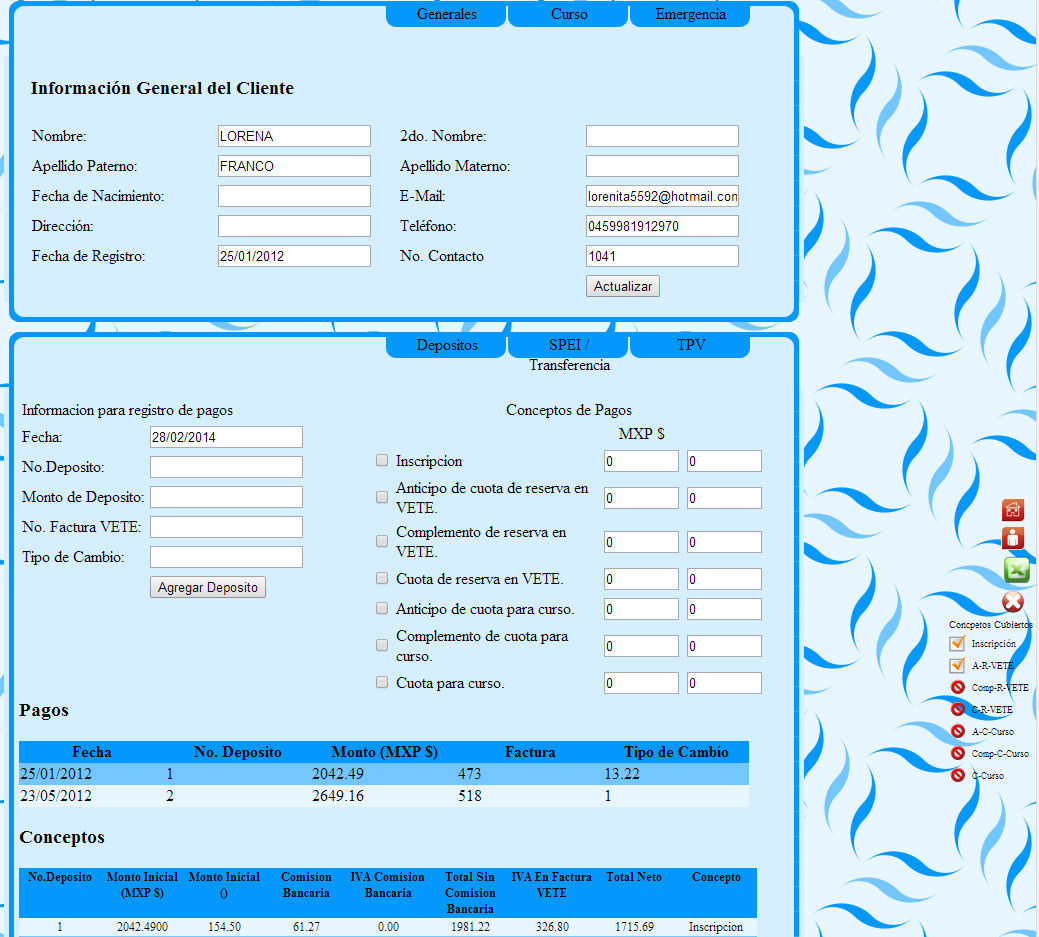 Generales Curso Emergencia
Información General del Cliente
Nombre: LORENA 2do. Nombre:
Apellido Paterno: FRANCO Apellido Materno:
Fecha de Nacimiento: E-Mail: lorenita5592@hotmail.con
Dirección: Teléfono: 0459981912970
Fecha de Registro: 25/01/2012 No. Contacto 1041
Actualizar
Depositos SPEI / TPV
Transferencia
Informacion para registro de pagos
Fecha: 28/02/2014
No.Deposito:
Monto de Deposito:
No. Factura VETE:
Tipo de Cambio:
Agregar Deposito
Conceptos de Pagos
MXP $
Inscripcion 0 0
Anticipo de cuota de reserva en
VETE. 0 0
Complemento de reserva en
VETE. 0 0
Cuota de reserva en VETE. 0 0
Anticipo de cuota para curso. 0 0
Complemento de cuota para
curso. 0 0
Cuota para curso. 0 0
Concpetos Cubiertos
Inscripción
A-R-VETE
Comp-R-VETE
C-R-VETE
A-C-Curso
Comp-C-Curso
C-Curso
Pagos
Fecha No. Deposito Monto (MXP $) Factura Tipo de Cambio
25/01/2012 1 2042.49 473 13.22
23/05/2012 2 2649.16 518 1
Conceptos
No.Deposito Monto Inicial Monto Inicial Comision IVA Comision Total Sin IVA En Factura Total Neto Concepto
(MXP $) () Bancaria Bancaria Comision VETE
Bancaria
1 2042.4900 154.50 61.27 0.00 1981.22 326.80 1715.69 Inscripcion